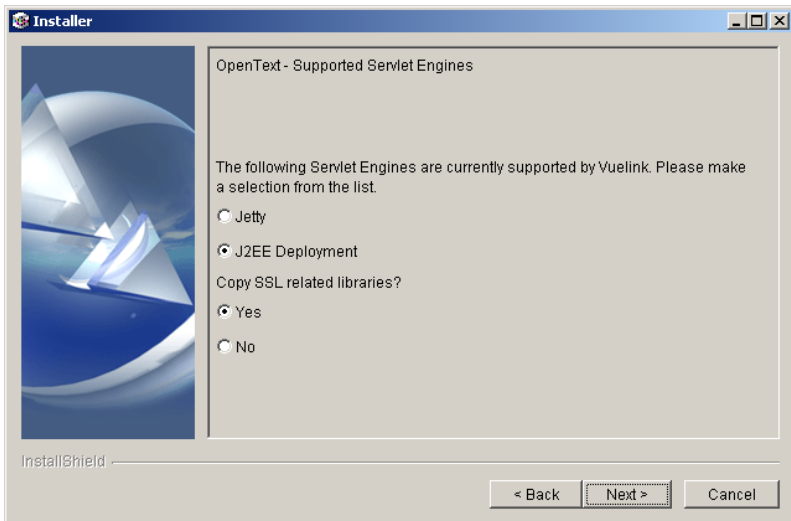 Installer
OpenText - Supported Servlet Engines
The following Servlet Engines are currently supported by Vuelink. Please make
a selection from the list.
Jetty
J2EE Deployment
Copy SSL related libraries?
Yes
No
InstallShield
< Back
Next >
Cancel